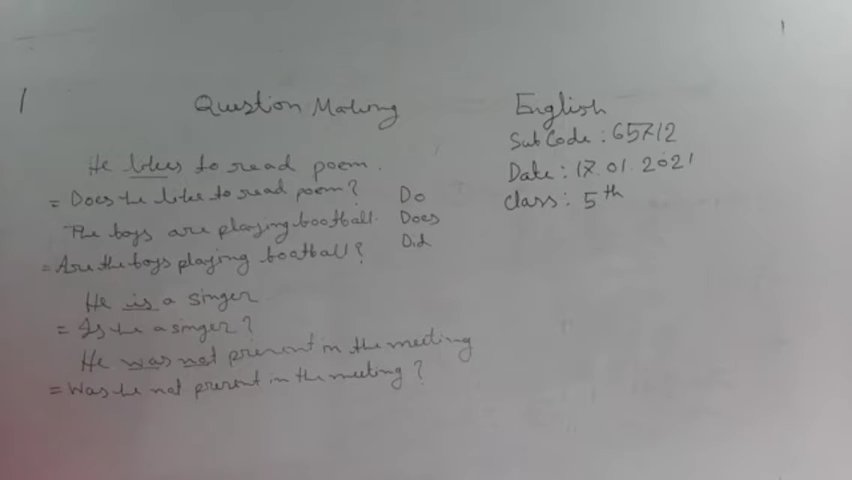 Question Making
He likes to read poem.
= Does he like to read poem?
The boys are playing football.
= Are the boys playing football?
He is a singer
= Is he a singer?
He was not present in the meeting
= Was he not present in the meeting?
Do
Does
Did
English
Sub Code : 65712
Date : 17.01.2021
Class : 5th